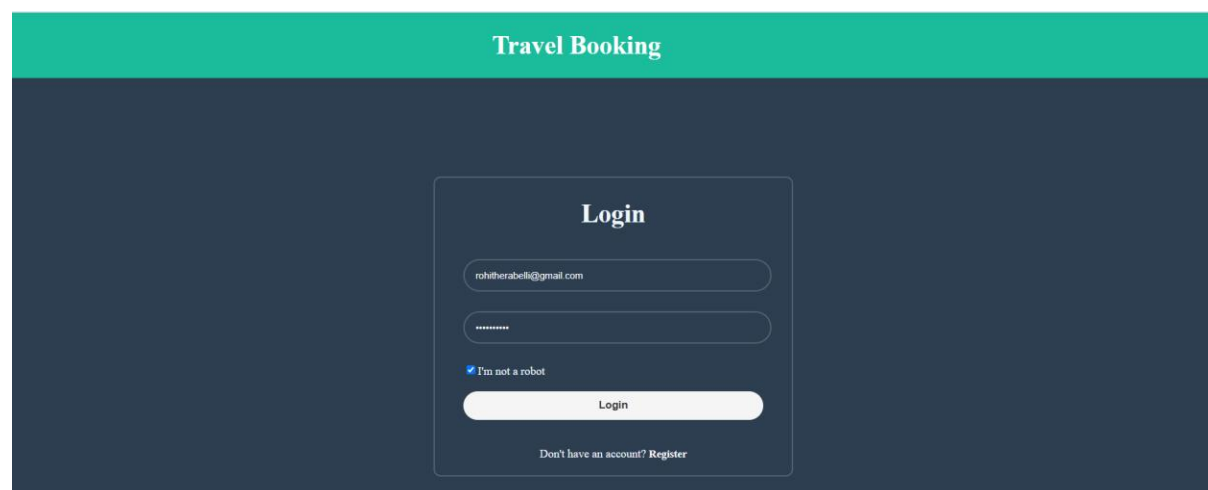 Travel Booking
Login
rohitherabelli@gmail.com
••••••••••
I'm not a robot
Login
Don't have an account? Register